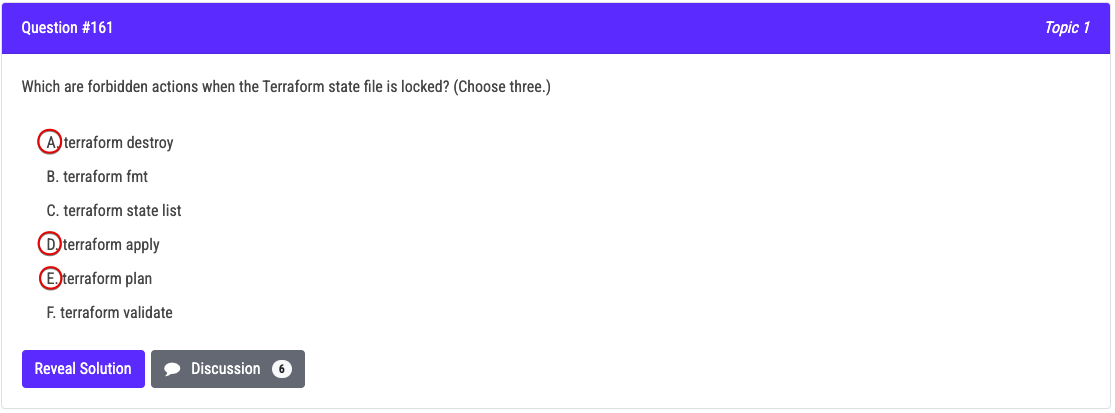 Question #161
Topic 1
Which are forbidden actions when the Terraform state file is locked? (Choose three.)
A. terraform destroy
B. terraform fmt
C. terraform state list
D. terraform apply
E. terraform plan
F. terraform validate
Reveal Solution
Discussion 6